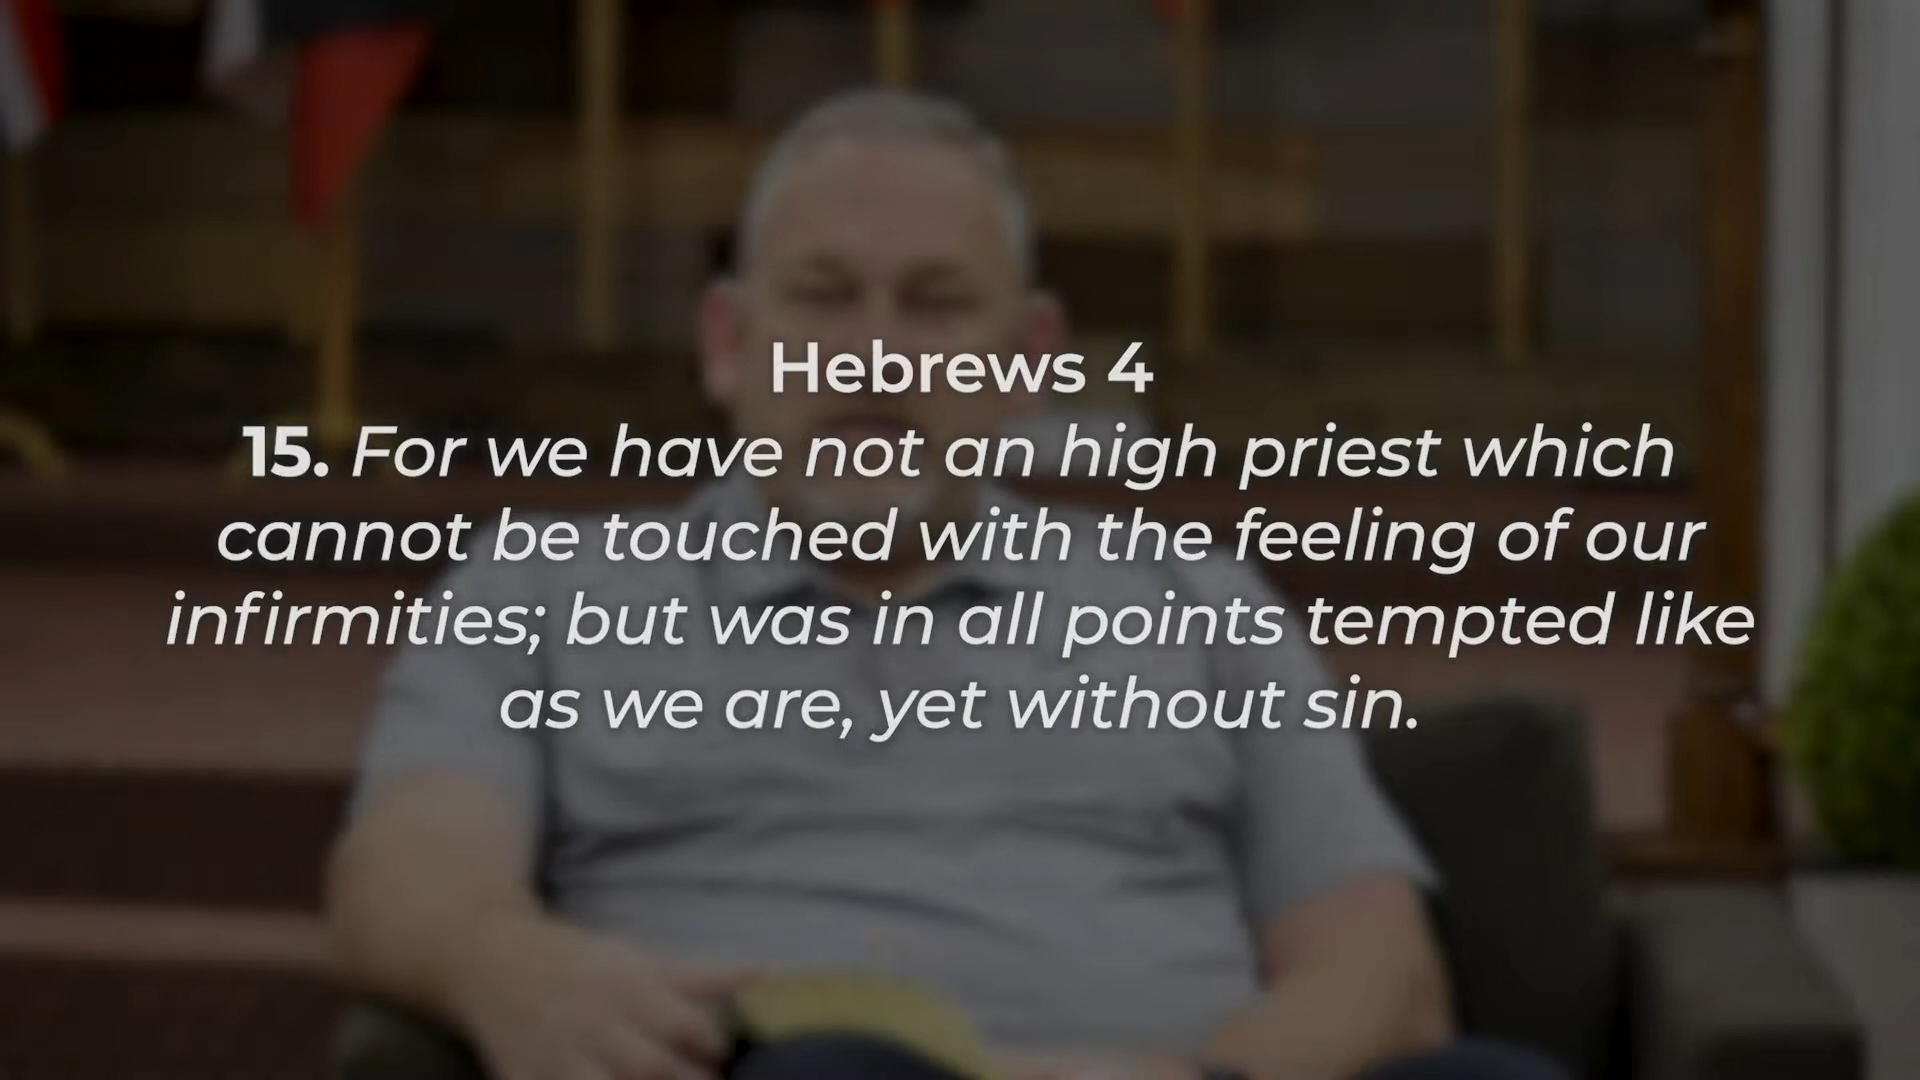 Hebrews 4
15. For we have not an high priest which
cannot be touched with the feeling of our
infirmities; but was in all points tempted like
as we are, yet without sin.